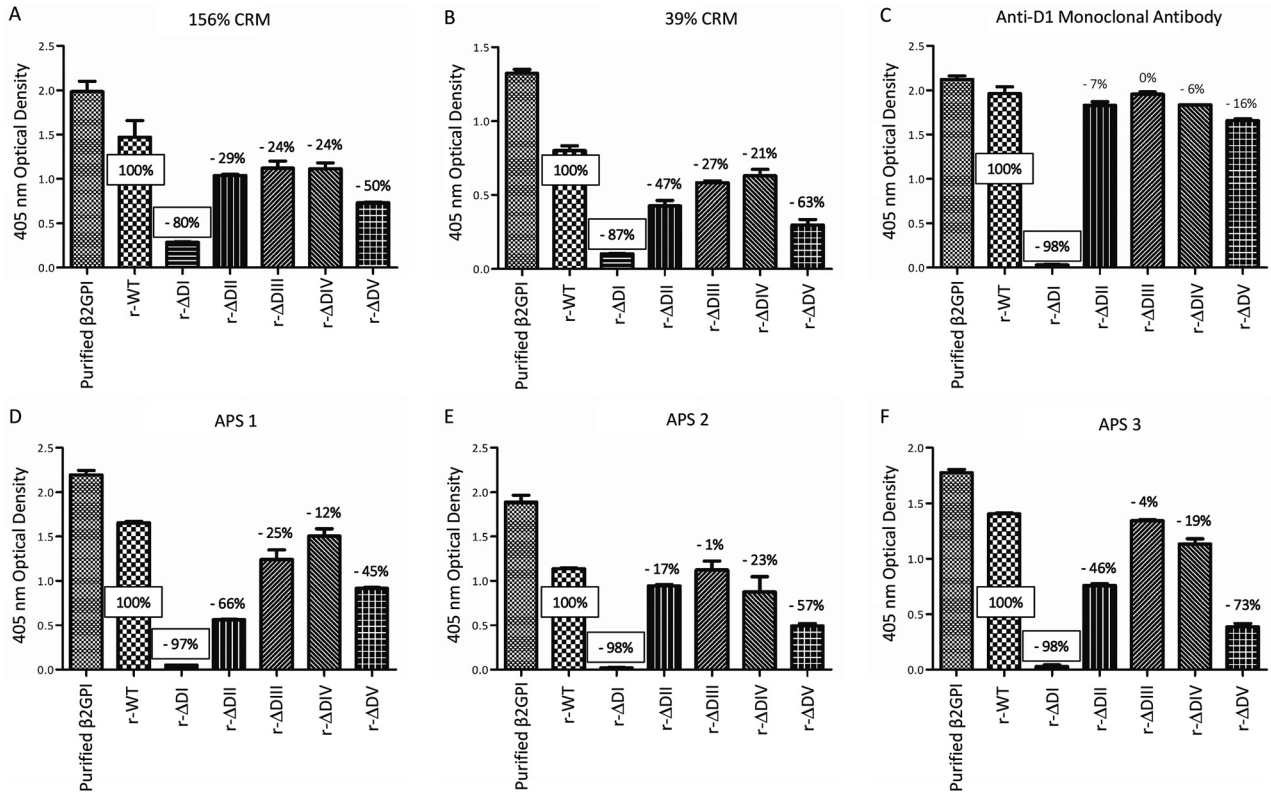 A
156% CRM
405 nm Optical Density
2.5
2.0
1.5
1.0
0.5
0.0
100%
- 80%
- 29%
- 24%
- 24%
- 50%
Purified β2GPI
r-WT
r-ΔDI
r-ΔDII
r-ΔDIII
r-ΔDIV
r-ΔDV
B
39% CRM
405 nm Optical Density
1.5
1.0
0.5
0.0
100%
- 87%
- 47%
- 27%
- 21%
- 63%
Purified β2GPI
r-WT
r-ΔDI
r-ΔDII
r-ΔDIII
r-ΔDIV
r-ΔDV
C
Anti-D1 Monoclonal Antibody
405 nm Optical Density
2.5
2.0
1.5
1.0
0.5
0.0
100%
- 98%
- 7%
0%
- 6%
- 16%
Purified β2GPI
r-WT
r-ΔDI
r-ΔDII
r-ΔDIII
r-ΔDIV
r-ΔDV
D
APS 1
405 nm Optical Density
2.5
2.0
1.5
1.0
0.5
0.0
100%
- 97%
- 66%
- 25%
- 12%
- 45%
Purified β2GPI
r-WT
r-ΔDI
r-ΔDII
r-ΔDIII
r-ΔDIV
r-ΔDV
E
APS 2
405 nm Optical Density
2.5
2.0
1.5
1.0
0.5
0.0
100%
- 98%
- 17%
- 1%
- 23%
- 57%
Purified β2GPI
r-WT
r-ΔDI
r-ΔDII
r-ΔDIII
r-ΔDIV
r-ΔDV
F
APS 3
405 nm Optical Density
2.0
1.5
1.0
0.5
0.0
100%
- 98%
- 46%
- 4%
- 19%
- 73%
Purified β2GPI
r-WT
r-ΔDI
r-ΔDII
r-ΔDIII
r-ΔDIV
r-ΔDV